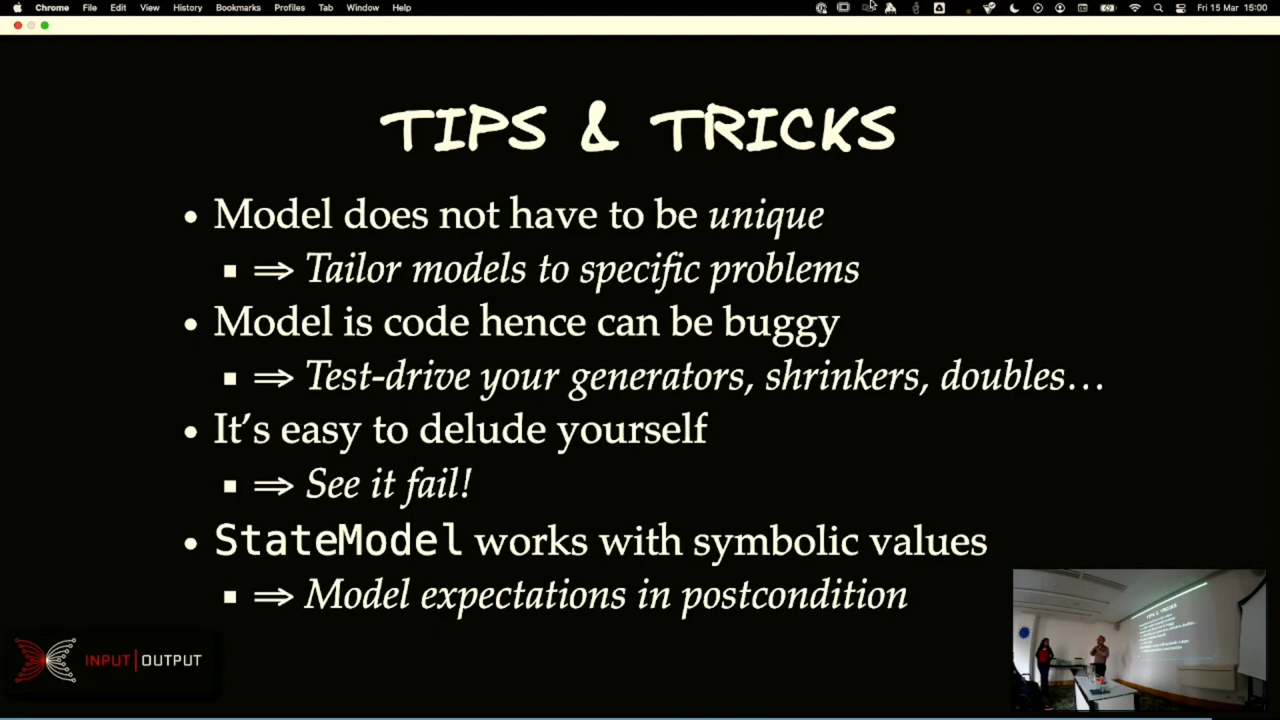 Chrome File Edit View History Bookmarks Profiles Tab Window Help Fri 15 Mar 15:00
TIPS & TRICKS
• Model does not have to be unique
▪ ⇒ Tailor models to specific problems
• Model is code hence can be buggy
▪ ⇒ Test-drive your generators, shrinkers, doubles…
• It’s easy to delude yourself
▪ ⇒ See it fail!
• StateModel works with symbolic values
▪ ⇒ Model expectations in postcondition
INPUT|OUTPUT
TIPS & TRICKS